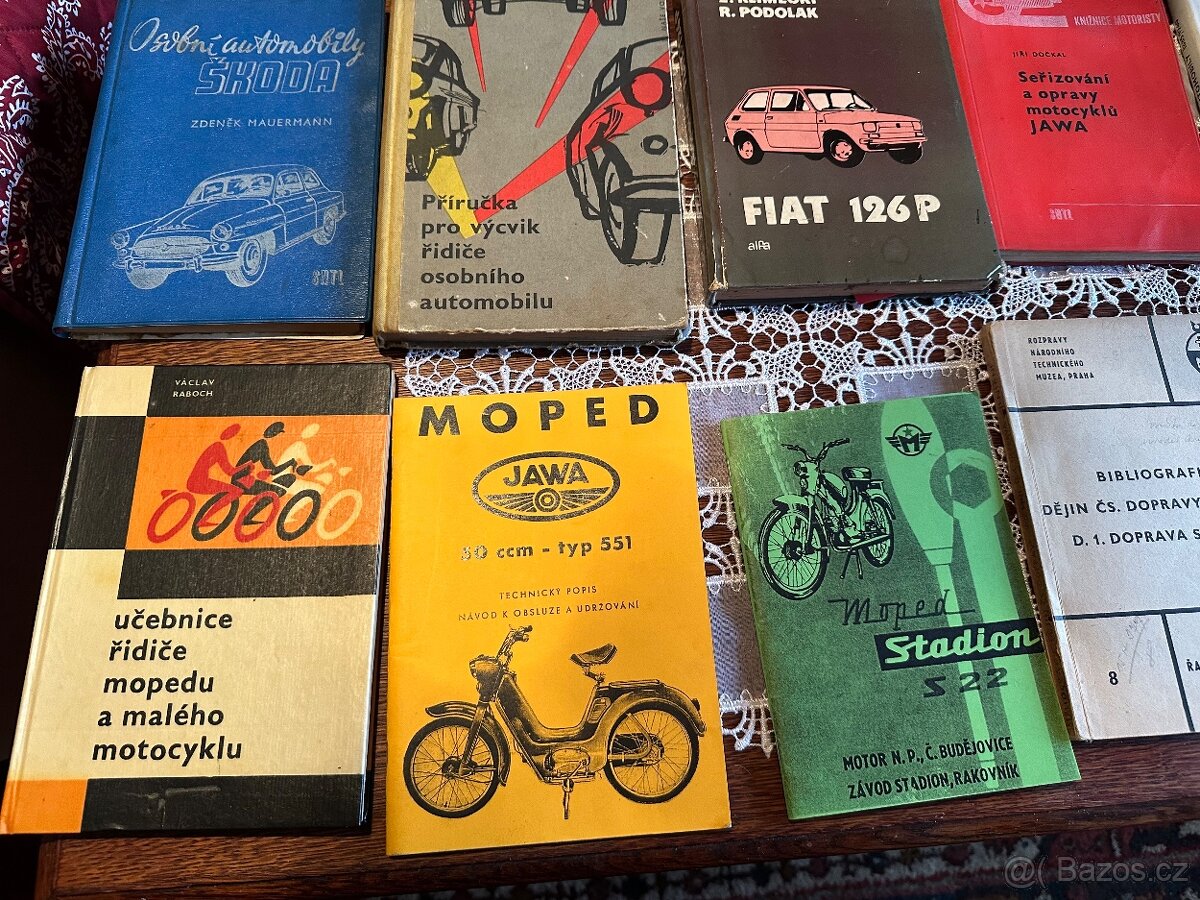 Osobní automobily
ŠKODA
ZDENĚK MAUERMANN
SNTL
Příručka
pro výcvik
řidiče
osobního
automobilu
R. PODOLAK
FIAT 126P
alfa
KNIŽNICE MOTORISTY
JIŘÍ DOČKAL
Seřizování
a opravy
motocyklů
JAWA
SNTL
VÁCLAV
RABOCH
učebnice
řidiče
mopedu
a malého
motocyklu
MOPED
JAWA
50 ccm - typ 551
TECHNICKÝ POPIS
NÁVOD K OBSLUZE A UDRŽOVÁNÍ
M
Moped
Stadion
S 22
MOTOR N. P., Č. BUDĚJOVICE
ZÁVOD STADION, RAKOVNÍK
ROZPRAVY
NÁRODNÍHO
TECHNICKÉHO
MUZEA, PRAHA
BIBLIOGRAFI
DĚJIN ČS. DOPRAVY
D. 1. DOPRAVA S
8
ŘA
@ Bazos.cz